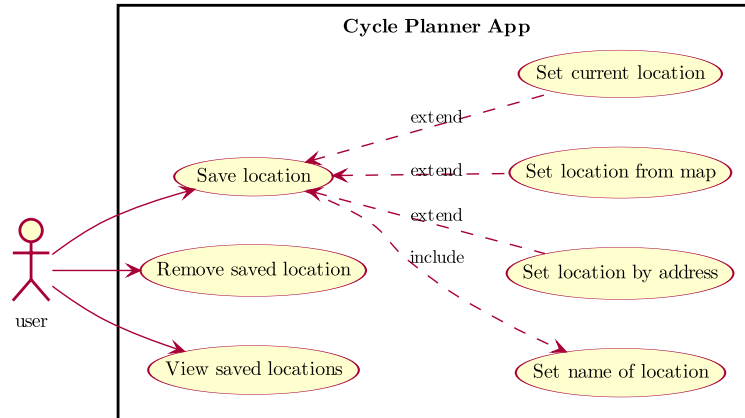 Cycle Planner App
Set current location
extend
Save location
extend
Set location from map
extend
user
Remove saved location
include
Set location by address
View saved locations
Set name of location